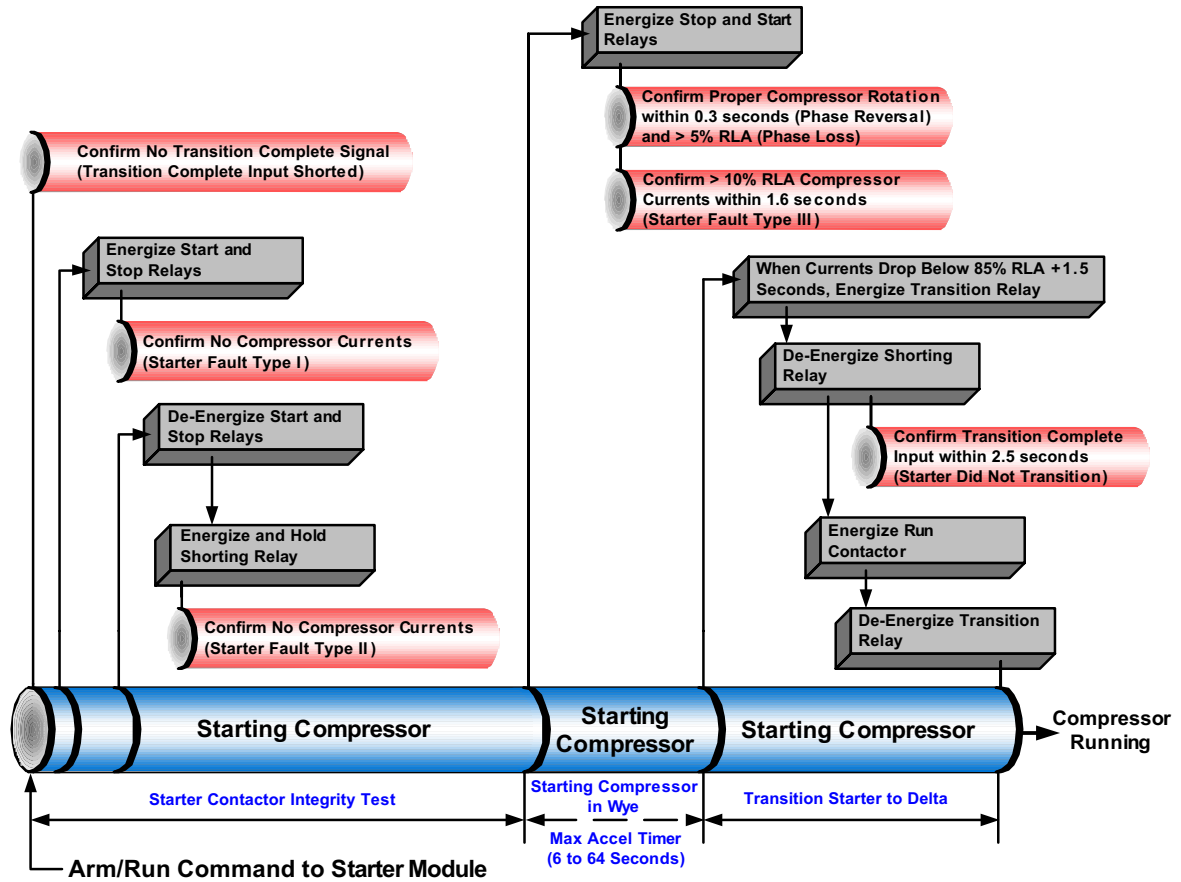 Energize Stop and Start
Relays
Confirm Proper Compressor Rotation
within 0.3 seconds (Phase Reversal)
and > 5% RLA (Phase Loss)
Confirm No Transition Complete Signal
(Transition Complete Input Shorted)
Confirm > 10% RLA Compressor
Currents within 1.6 seconds
(Starter Fault Type III)
Energize Start and
Stop Relays
When Currents Drop Below 85% RLA +1.5
Seconds, Energize Transition Relay
Confirm No Compressor Currents
(Starter Fault Type I)
De-Energize Shorting
Relay
De-Energize Start and
Stop Relays
Confirm Transition Complete
Input within 2.5 seconds
(Starter Did Not Transition)
Energize and Hold
Shorting Relay
Energize Run
Contactor
Confirm No Compressor Currents
(Starter Fault Type II)
De-Energize Transition
Relay
Starting Compressor
Starting
Compressor
Starting Compressor
Compressor
Running
Starter Contactor Integrity Test
Starting Compressor
in Wye
Max Accel Timer
(6 to 64 Seconds)
Transition Starter to Delta
Arm/Run Command to Starter Module